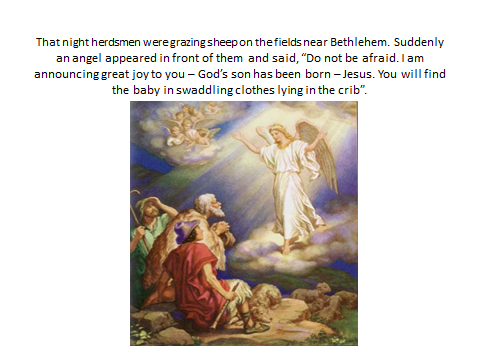 That night herdsmen were grazing sheep on the fields near Bethlehem. Suddenly
an angel appeared in front of them and said, “Do not be afraid. I am
announcing great joy to you – God’s son has been born – Jesus. You will find
the baby in swaddling clothes lying in the crib”.